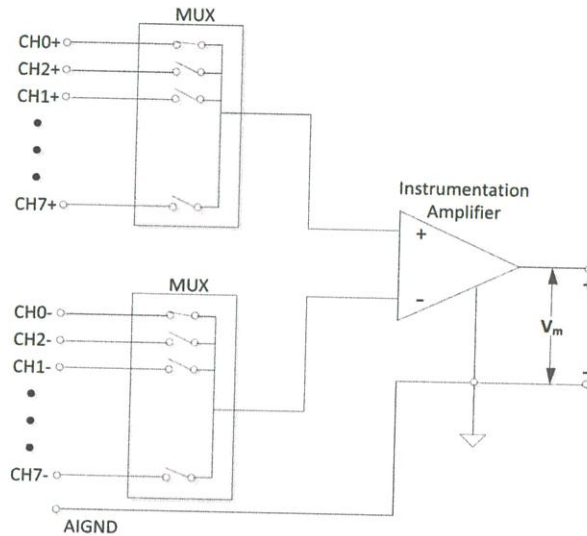 MUX
CH0+
CH2+
CH1+
CH7+
Instrumentation
Amplifier
+
-
+
Vm
-
MUX
CH0-
CH2-
CH1-
CH7-
AIGND